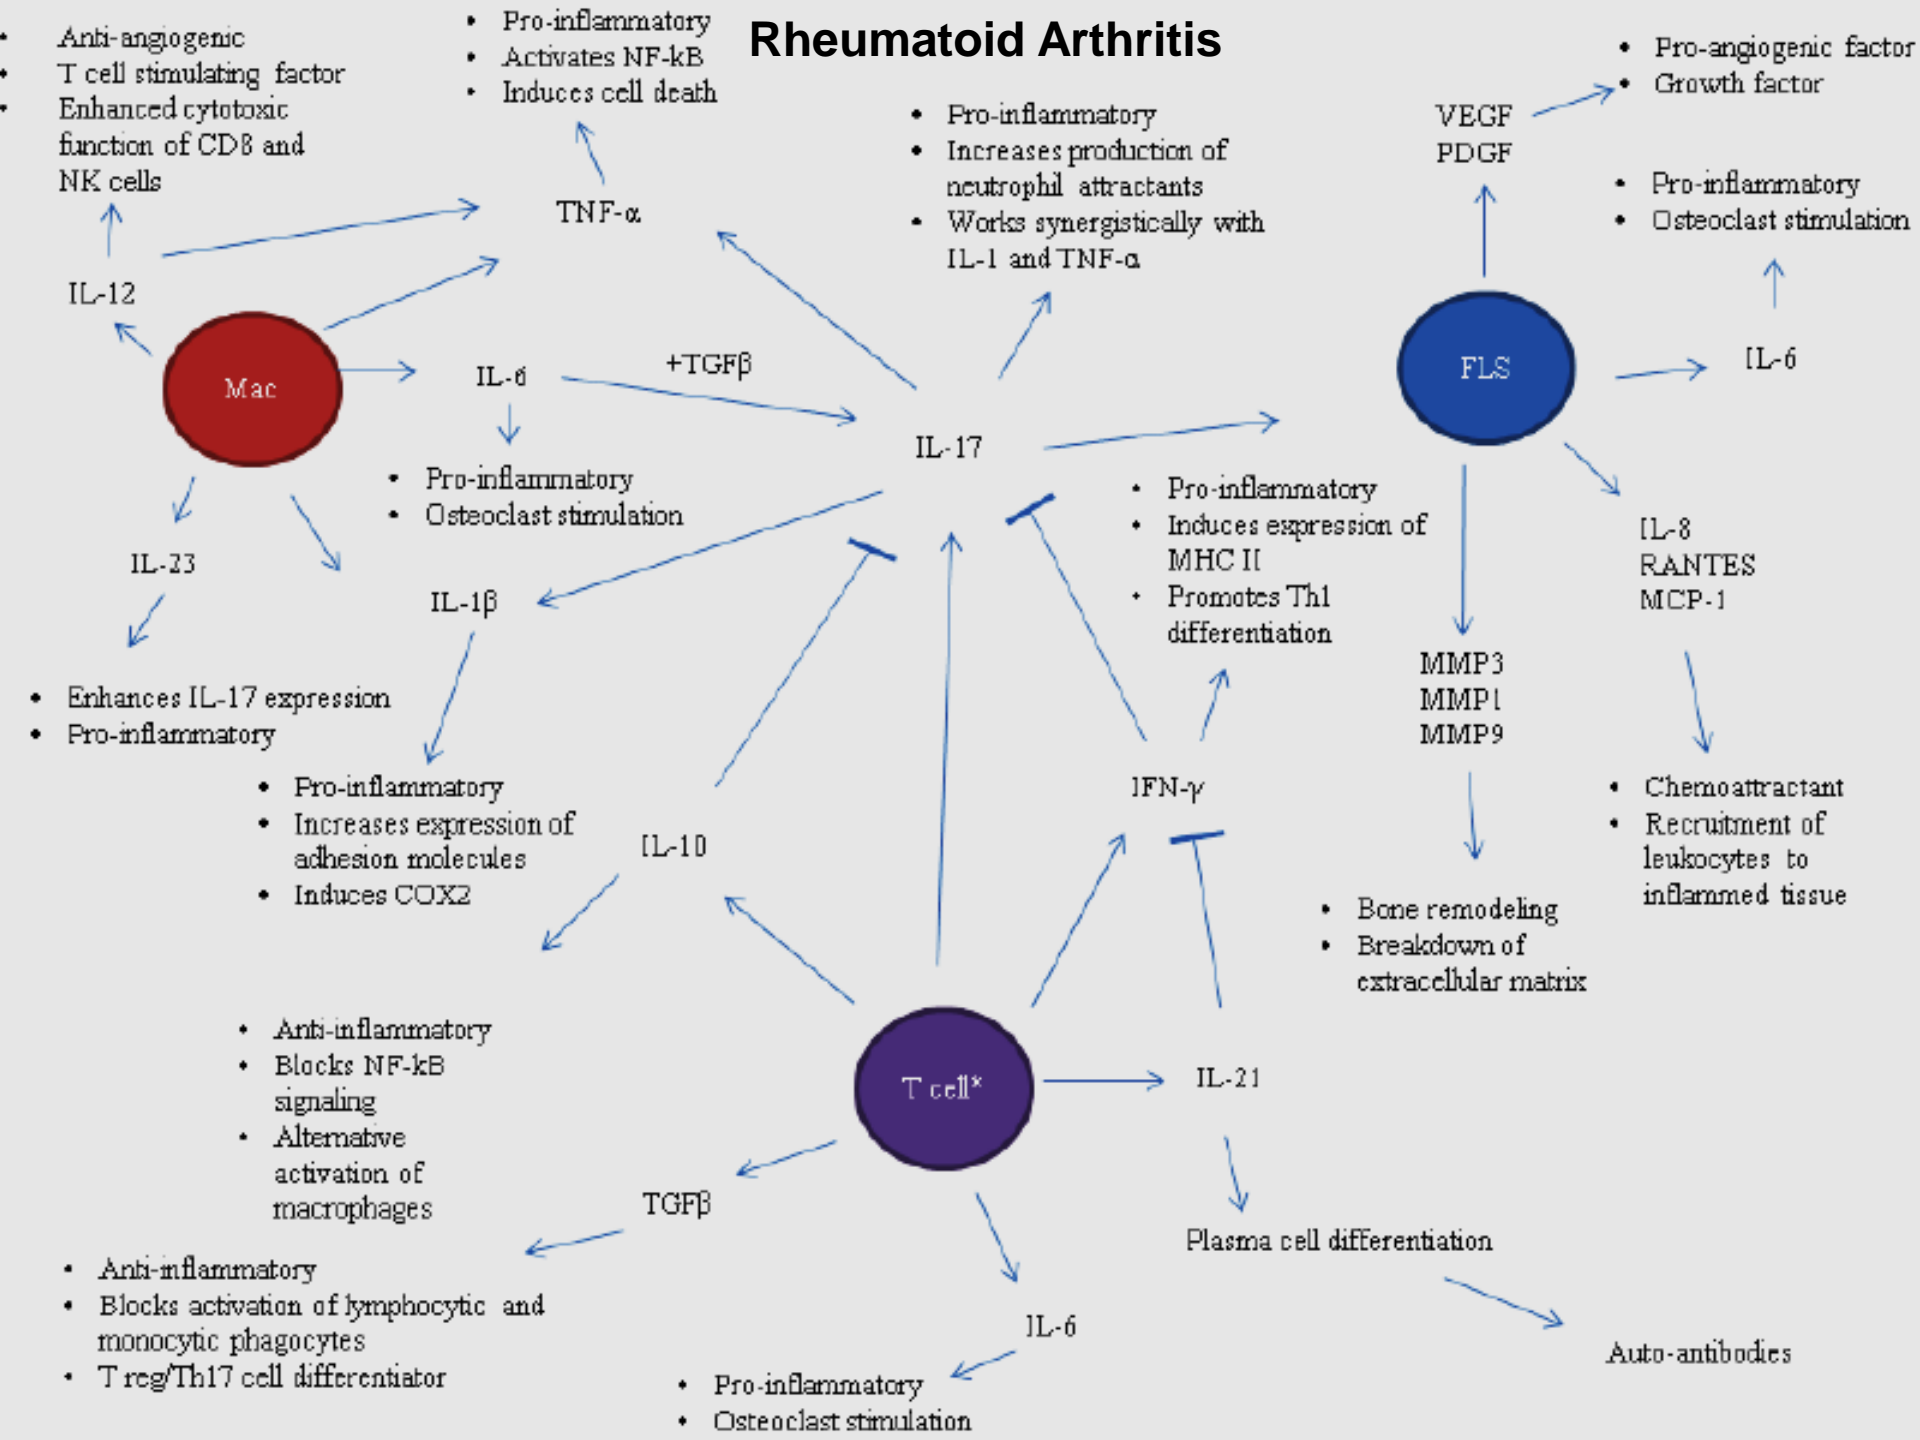 Rheumatoid Arthritis
• Anti-angiogenic
• T cell stimulating factor
• Enhanced cytotoxic
function of CD8 and
NK cells
• Pro-inflammatory
• Activates NF-kB
• Induces cell death
TNF-α
• Pro-inflammatory
• Increases production of
neutrophil attractants
• Works synergistically with
IL-1 and TNF-α
VEGF
PDGF
• Pro-angiogenic factor
• Growth factor
• Pro-inflammatory
• Osteoclast stimulation
IL-12
Mac
IL-6
+TGFβ
IL-17
FLS
IL-6
• Pro-inflammatory
• Osteoclast stimulation
IL-23
IL-1β
• Pro-inflammatory
• Induces expression of
MHC II
• Promotes Th1
differentiation
IL-8
RANTES
MCP-1
MMP3
MMP1
MMP9
• Enhances IL-17 expression
• Pro-inflammatory
• Pro-inflammatory
• Increases expression of
adhesion molecules
• Induces COX2
IL-10
IFN-γ
• Chemoattractant
• Recruitment of
leukocytes to
inflammed tissue
• Bone remodeling
• Breakdown of
extracellular matrix
• Anti-inflammatory
• Blocks NF-kB
signaling
• Alternative
activation of
macrophages
T cell*
IL-21
TGFβ
Plasma cell differentiation
• Anti-inflammatory
• Blocks activation of lymphocytic and
monocytic phagocytes
• T reg/Th17 cell differentiator
IL-6
Auto-antibodies
• Pro-inflammatory
• Osteoclast stimulation